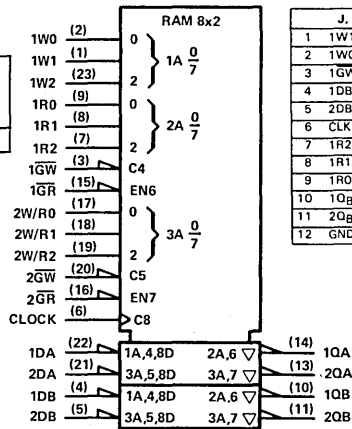 RAM 8x2
1W0 (2) 0
1W1 (1) 1A 0/7
1W2 (23) 2
1R0 (9) 0
1R1 (8) 2A 0/7
1R2 (7) 2
1G̅W̅ (3) C4
1G̅R̅ (15) EN6
2W/R0 (17) 0
2W/R1 (18) 3A 0/7
2W/R2 (19) 2
2G̅W̅ (20) C5
2G̅R̅ (16) EN7
CLOCK (6) C8
1DA (22) 1A,4,8D 2A,6 ▽ (14) 1QA
2DA (21) 3A,5,8D 3A,7 ▽ (13) 2QA
1DB (4) 1A,4,8D 2A,6 ▽ (10) 1QB
2DB (5) 3A,5,8D 3A,7 ▽ (11) 2QB
J,
1 1W1
2 1W0
3 1G̅W̅
4 1DB
5 2DB
6 CLK
7 1R2
8 1R1
9 1R0
10 1QB
11 2QB
12 GND